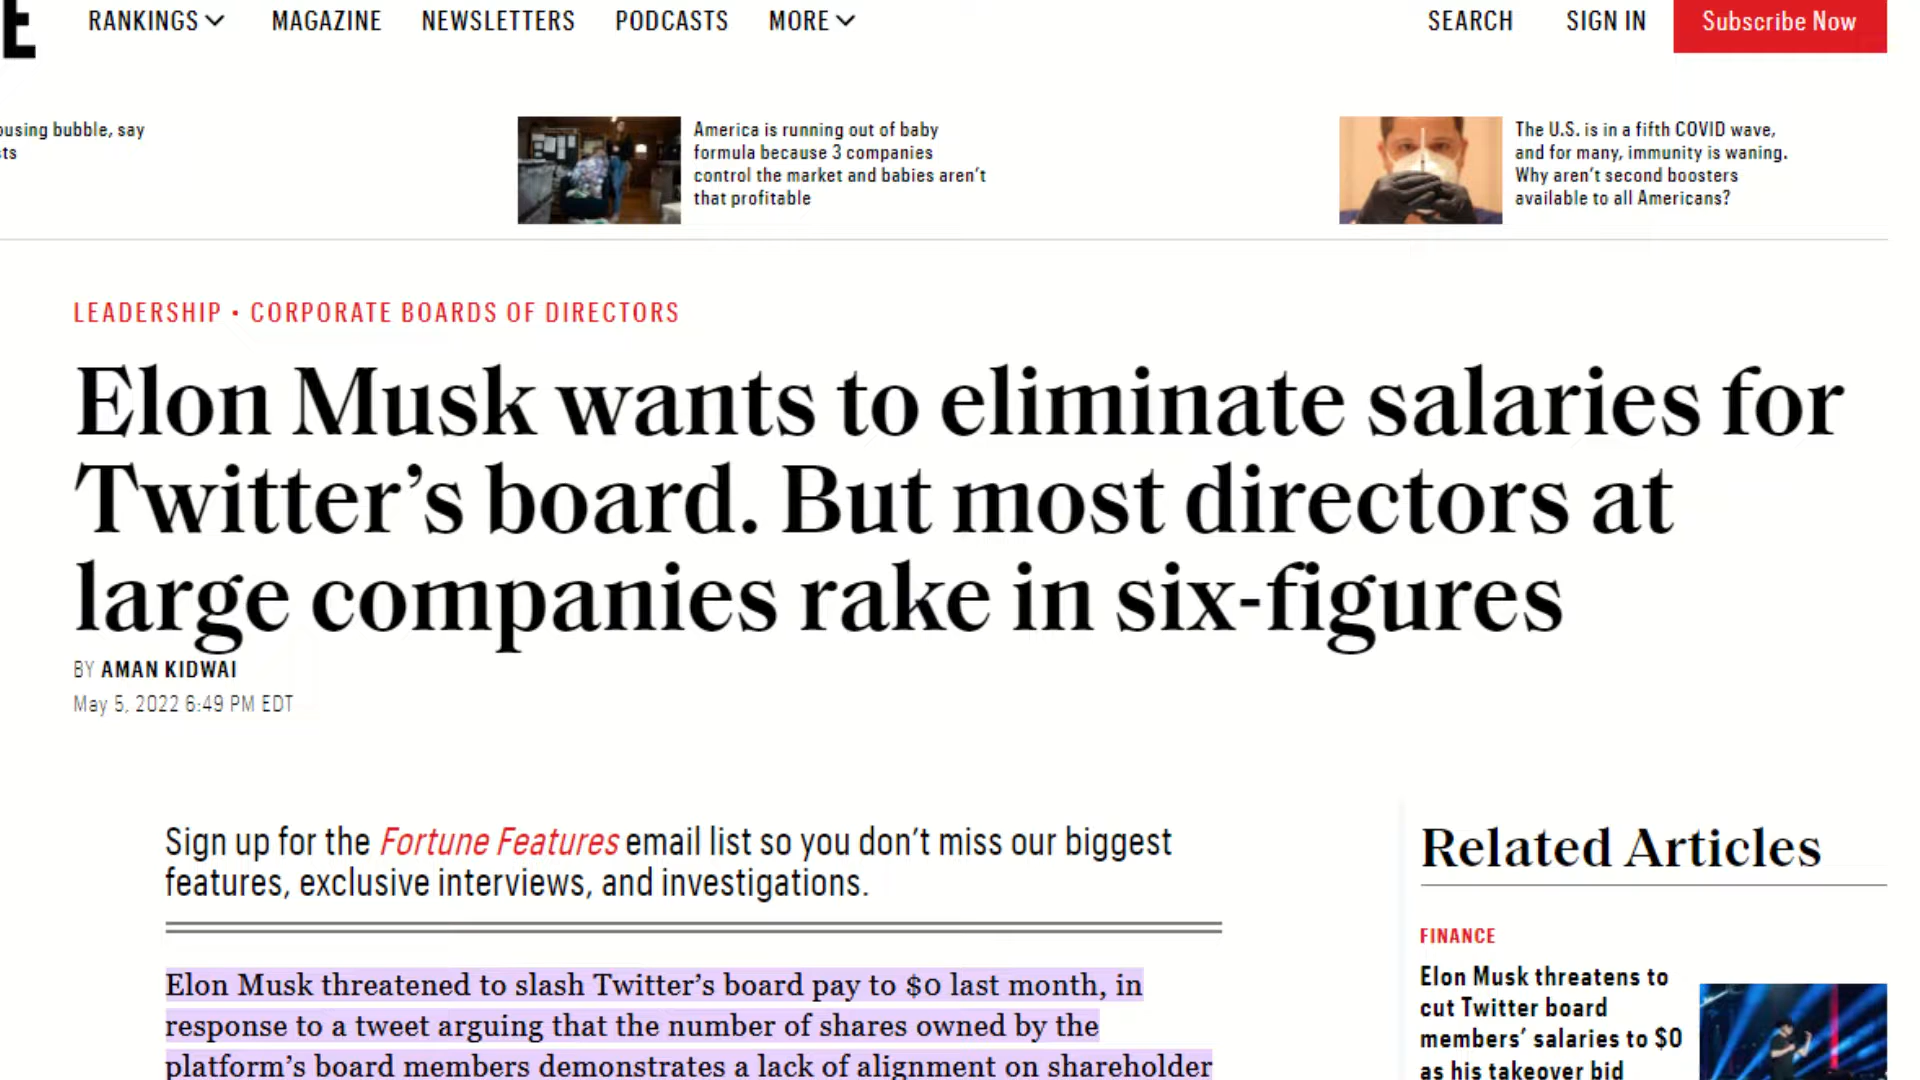 E
RANKINGS MAGAZINE NEWSLETTERS PODCASTS MORE SEARCH SIGN IN Subscribe Now
ousing bubble, say
ts
America is running out of baby
formula because 3 companies
control the market and babies aren't
that profitable
The U.S. is in a fifth COVID wave,
and for many, immunity is waning.
Why aren't second boosters
available to all Americans?
LEADERSHIP • CORPORATE BOARDS OF DIRECTORS
Elon Musk wants to eliminate salaries for
Twitter's board. But most directors at
large companies rake in six-figures
BY AMAN KIDWAI
May 5, 2022 6:49 PM EDT
Sign up for the Fortune Features email list so you don't miss our biggest
features, exclusive interviews, and investigations.
Elon Musk threatened to slash Twitter's board pay to $0 last month, in
response to a tweet arguing that the number of shares owned by the
platform's board members demonstrates a lack of alignment on shareholder
Related Articles
FINANCE
Elon Musk threatens to
cut Twitter board
members' salaries to $0
as his takeover bid